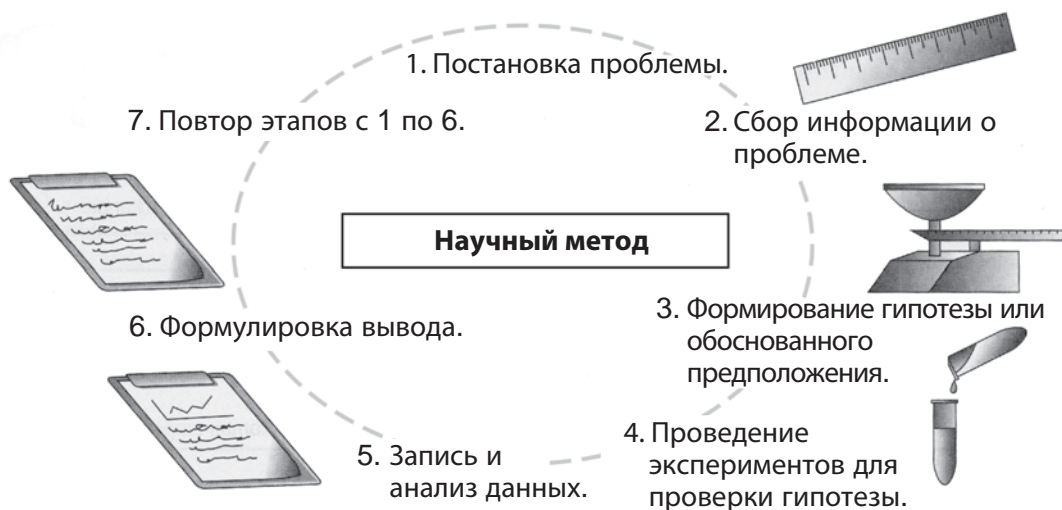 1. Постановка проблемы.
2. Сбор информации о
проблеме.
3. Формирование гипотезы или
обоснованного
предположения.
4. Проведение
экспериментов для
проверки гипотезы.
5. Запись и
анализ данных.
6. Формулировка вывода.
7. Повтор этапов с 1 по 6.
Научный метод